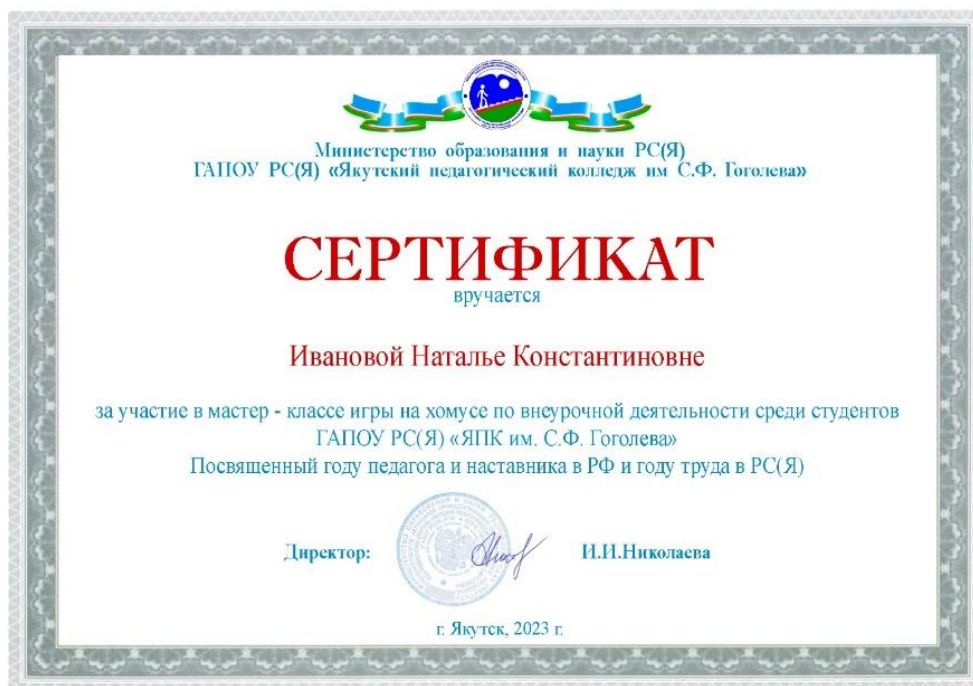 Министерство образования и науки РС(Я)
ГАПОУ РС(Я) «Якутский педагогический колледж им С.Ф. Гоголева»
СЕРТИФИКАТ
вручается
Ивановой Наталье Константиновне
за участие в мастер - классе игры на хомусе по внеурочной деятельности среди студентов
ГАПОУ РС(Я) «ЯПК им. С.Ф. Гоголева»
Посвященный году педагога и наставника в РФ и году труда в РС(Я)
Директор: И.И.Николаева
г. Якутск, 2023 г.